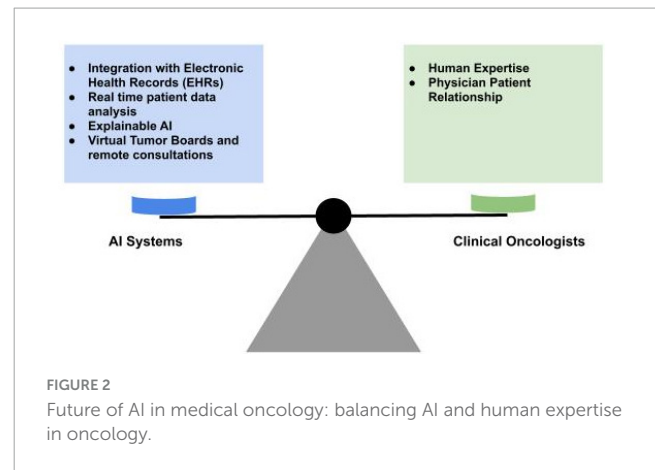 • Integration with Electronic
Health Records (EHRs)
• Real time patient data
analysis
• Explainable AI
• Virtual Tumor Boards and
remote consultations
• Human Expertise
• Physician Patient
Relationship
AI Systems
Clinical Oncologists
FIGURE 2
Future of AI in medical oncology: balancing AI and human expertise
in oncology.